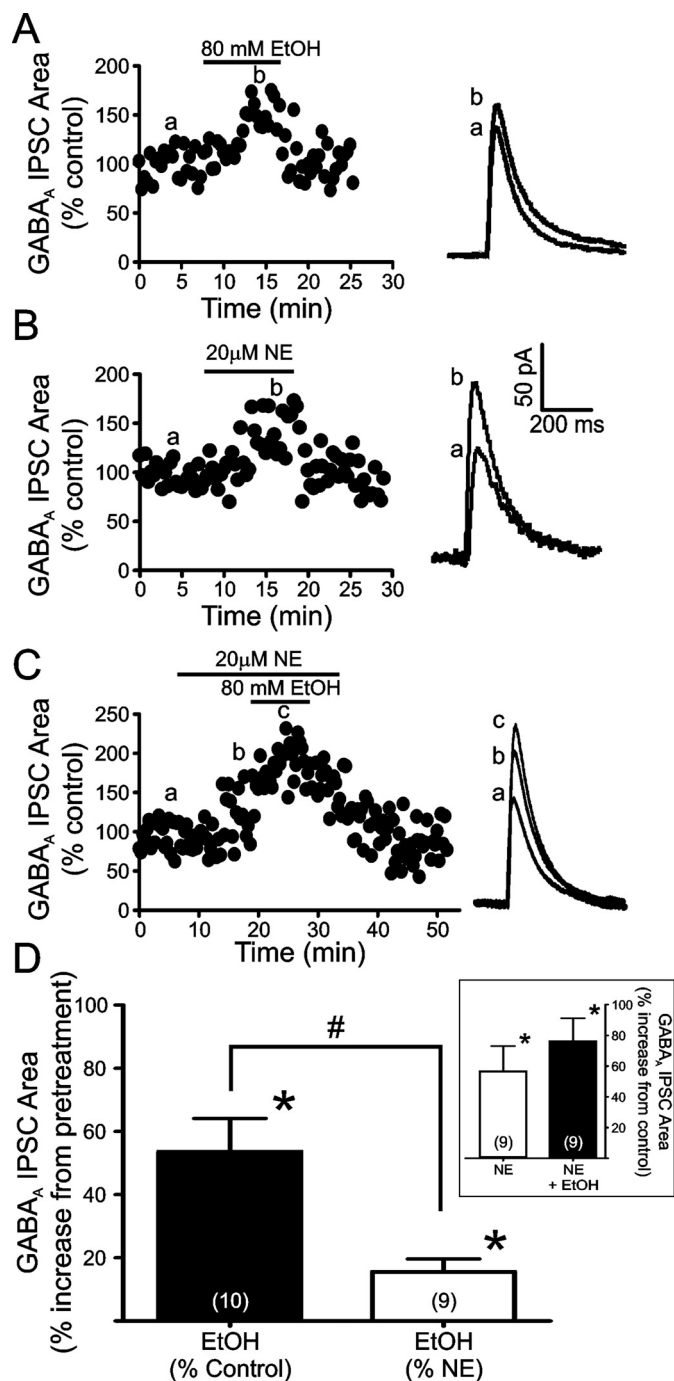 A
80 mM EtOH
GABA_A IPSC Area
(% control)
200
150
100
50
0
a
b
0 5 10 15 20 25 30
Time (min)
b
a
B
20μM NE
GABA_A IPSC Area
(% control)
200
150
100
50
0
a
b
0 5 10 15 20 25 30
Time (min)
b
a
50 pA
200 ms
C
20μM NE
80 mM EtOH
GABA_A IPSC Area
(% control)
250
200
150
100
50
0
a
b
c
0 10 20 30 40 50
Time (min)
c
b
a
D
GABA_A IPSC Area
(% increase from pretreatment)
100
80
60
40
20
#
*
*
(10)
(9)
EtOH
(% Control)
EtOH
(% NE)
*
*
100
80
60
40
20
GABA_A IPSC Area
(% increase from control)
(9)
(9)
NE
NE
+ EtOH